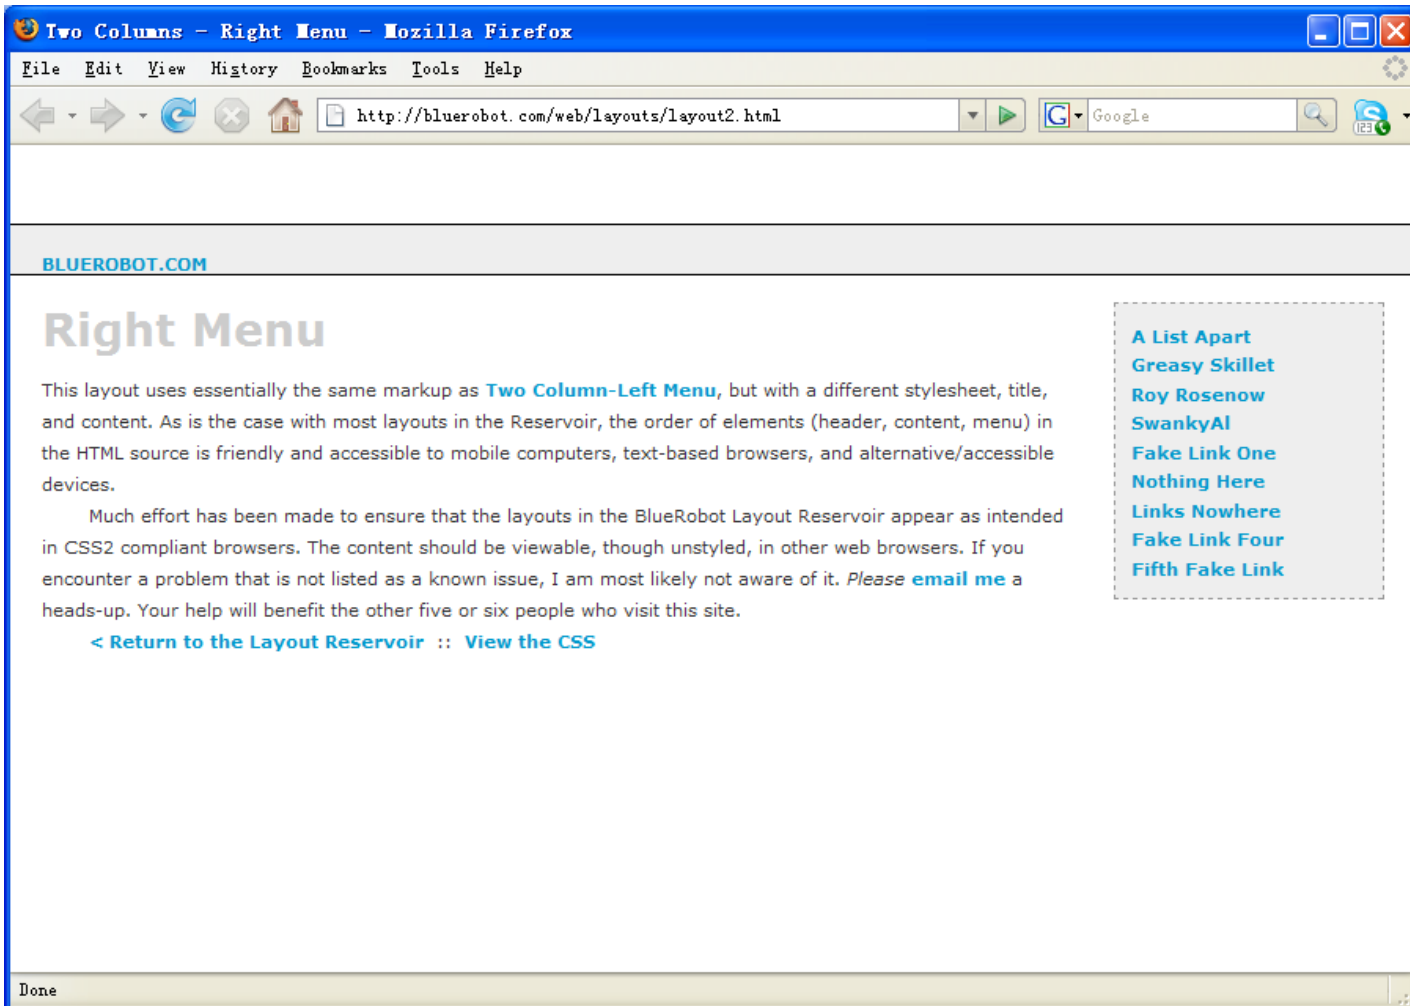 Two Columns - Right Menu - Mozilla Firefox
File Edit View History Bookmarks Tools Help
http://bluerobot.com/web/layouts/layout2.html
G Google
123
BLUEROBOT.COM
Right Menu
This layout uses essentially the same markup as Two Column-Left Menu, but with a different stylesheet, title,
and content. As is the case with most layouts in the Reservoir, the order of elements (header, content, menu) in
the HTML source is friendly and accessible to mobile computers, text-based browsers, and alternative/accessible
devices.
Much effort has been made to ensure that the layouts in the BlueRobot Layout Reservoir appear as intended
in CSS2 compliant browsers. The content should be viewable, though unstyled, in other web browsers. If you
encounter a problem that is not listed as a known issue, I am most likely not aware of it. Please email me a
heads-up. Your help will benefit the other five or six people who visit this site.
< Return to the Layout Reservoir :: View the CSS
A List Apart
Greasy Skillet
Roy Rosenow
SwankyAl
Fake Link One
Nothing Here
Links Nowhere
Fake Link Four
Fifth Fake Link
Done